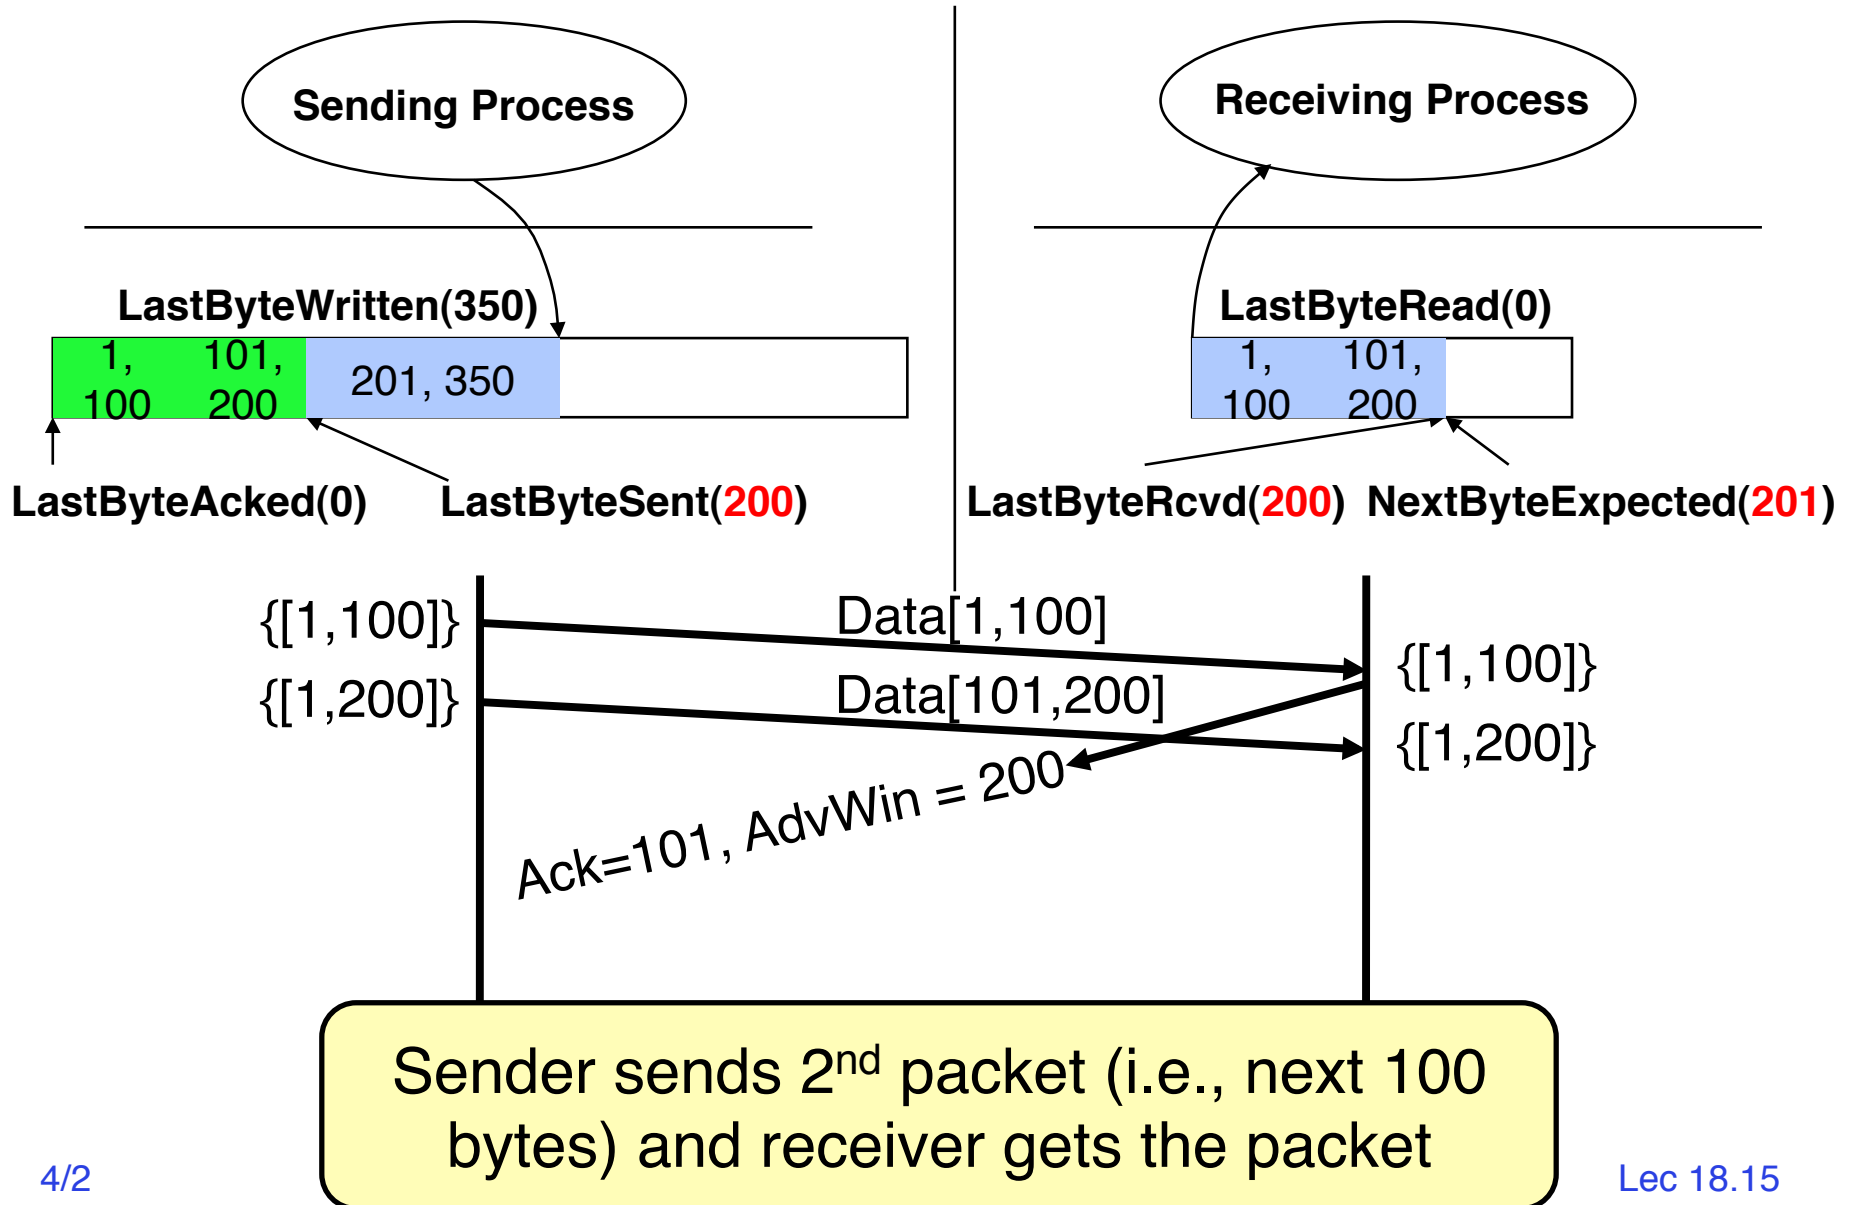 Sending Process
Receiving Process
LastByteWritten(350)
LastByteRead(0)
1, 101,
100 200
201, 350
1, 101,
100 200
LastByteAcked(0)
LastByteSent(200)
LastByteRcvd(200)
NextByteExpected(201)
{[1,100]}
Data[1,100]
{[1,100]}
{[1,200]}
Data[101,200]
{[1,200]}
Ack=101, AdvWin = 200
Sender sends 2nd packet (i.e., next 100
bytes) and receiver gets the packet
4/2
Lec 18.15